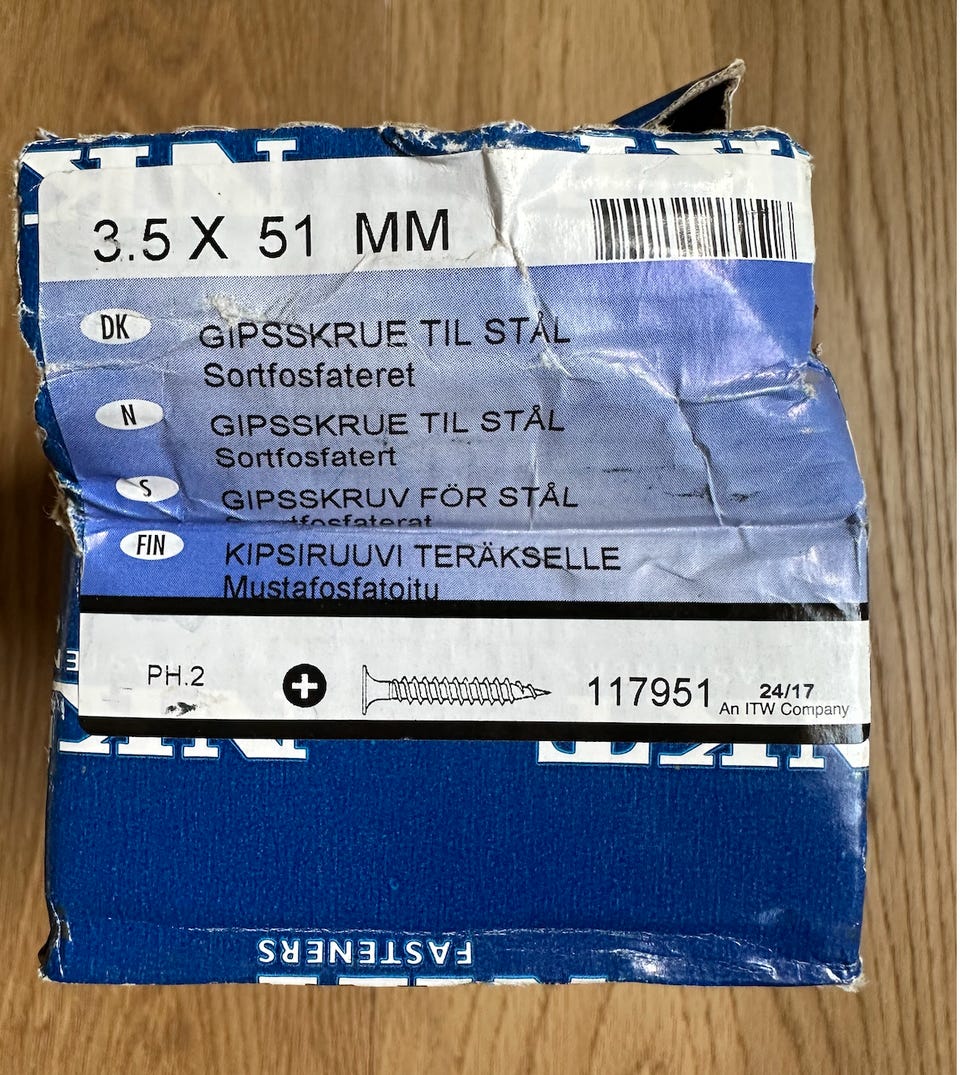 3.5 X 51 MM
DK
GIPSSKRUE TIL STÅL
Sortfosfateret
N
GIPSSKRUE TIL STÅL
Sortfosfatert
S
GIPSSKRUV FÖR STÅL
Svartfosfaterat
FIN
KIPSIRUUVI TERÄKSELLE
Mustafosfatoitu
PH.2
117951
24/17
An ITW Company
FASTENERS